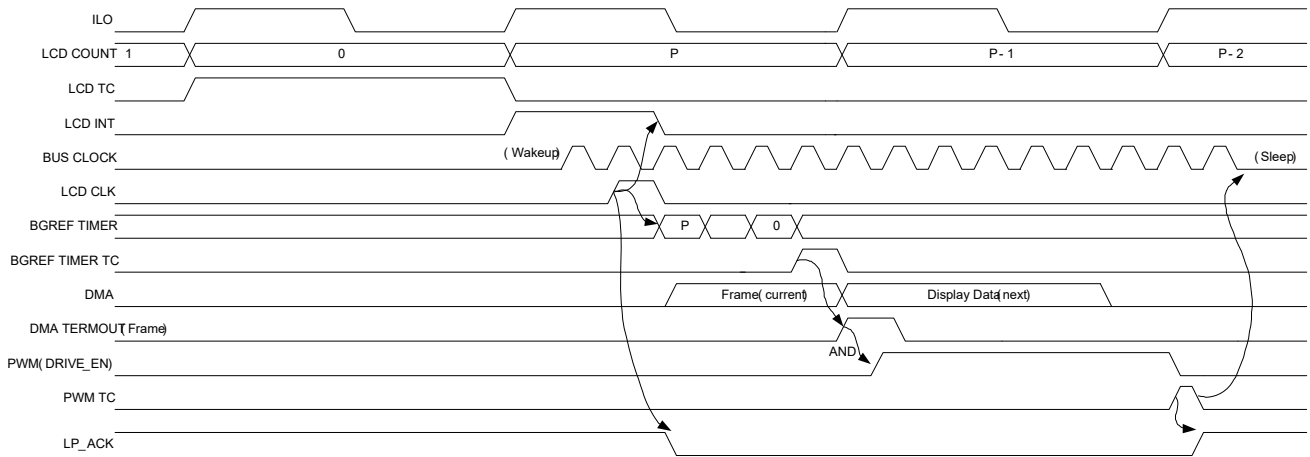 ILO
LCD COUNT 1 0 P P- 1 P- 2
LCD TC
LCD INT
BUS CLOCK ( Wakeup) ( Sleep)
LCD CLK
BGREF TIMER P 0
BGREF TIMER TC
DMA Frame( current) Display Data(next)
DMA TERMOUT( Frame)
AND
PWM( DRIVE_EN)
PWM TC
LP_ACK